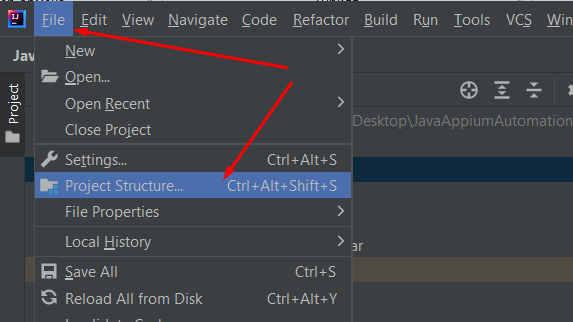 IJ File Edit View Navigate Code Refactor Build Run Tools VCS
Jav
New
Project
Open...
Desktop\JavaAppiumAutomation
Open Recent
Close Project
Settings... Ctrl+Alt+S
Project Structure... Ctrl+Alt+Shift+S
File Properties
Local History
ar
Save All Ctrl+S
Reload All from Disk Ctrl+Alt+Y